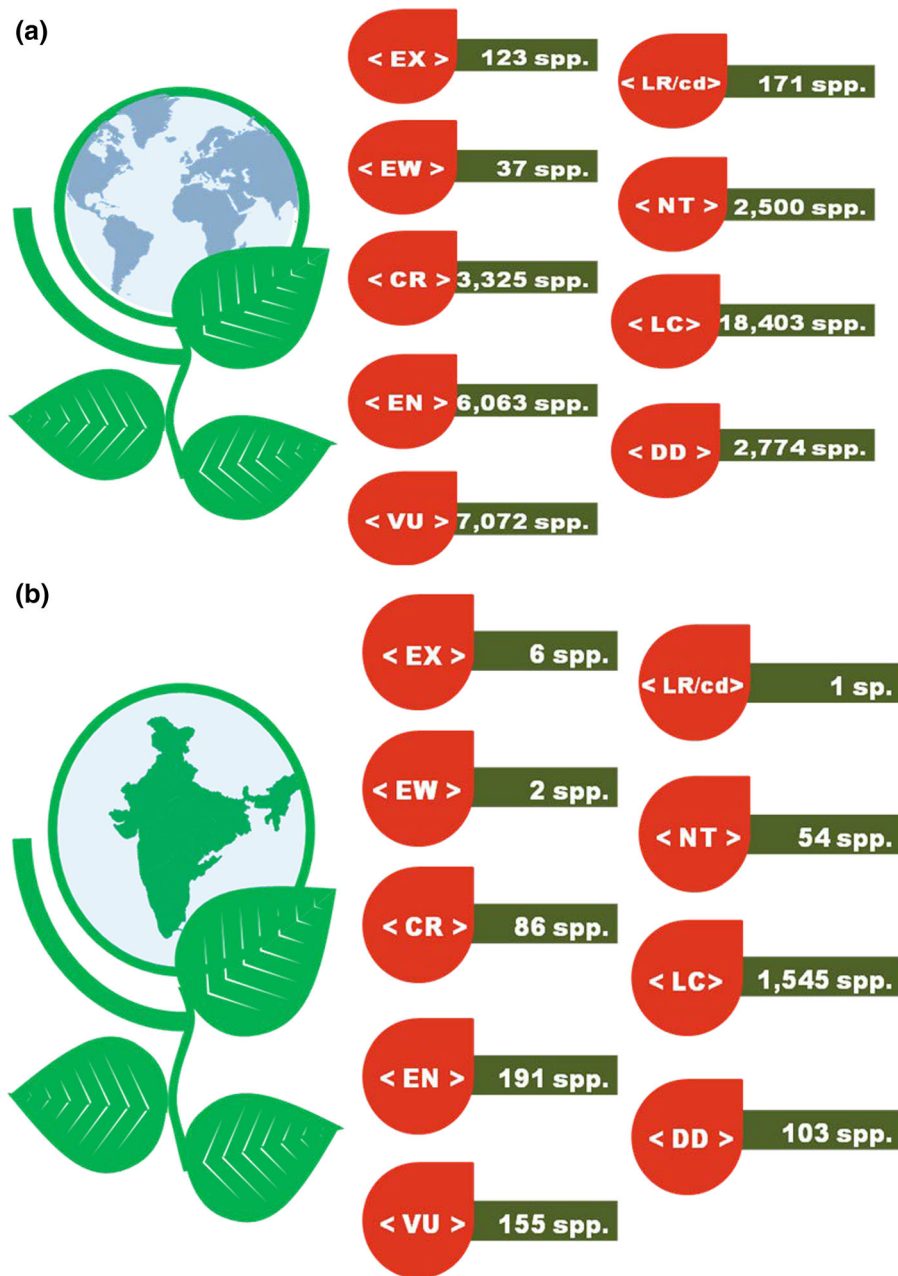 (a)
< EX > 123 spp.
< EW > 37 spp.
< CR > 3,325 spp.
< EN > 6,063 spp.
< VU > 7,072 spp.
< LR/cd> 171 spp.
< NT > 2,500 spp.
< LC> 18,403 spp.
< DD > 2,774 spp.
(b)
< EX > 6 spp.
< EW > 2 spp.
< CR > 86 spp.
< EN > 191 spp.
< VU > 155 spp.
< LR/cd> 1 sp.
< NT > 54 spp.
< LC> 1,545 spp.
< DD > 103 spp.